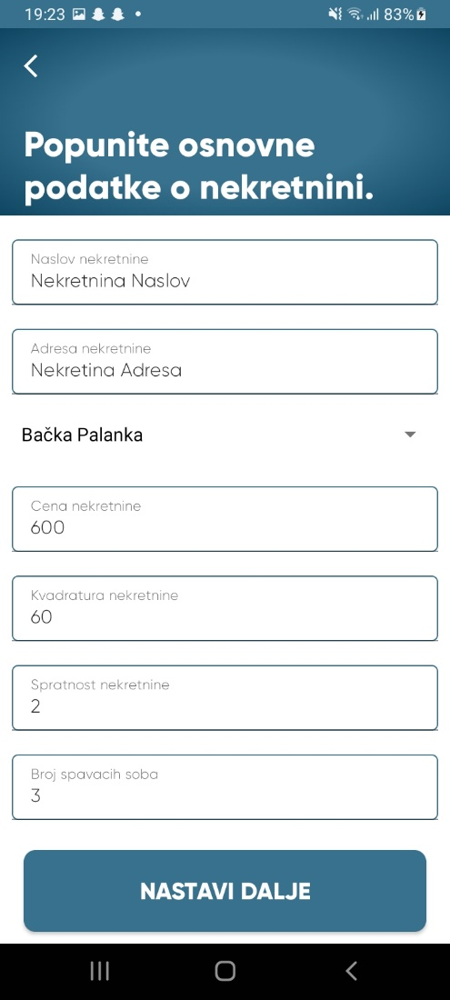 19:23
83%
Popunite osnovne
podatke o nekretnini.
Naslov nekretnine
Nekretnina Naslov
Adresa nekretnine
Nekretina Adresa
Bačka Palanka
Cena nekretnine
600
Kvadratura nekretnine
60
Spratnost nekretnine
2
Broj spavacih soba
3
NASTAVI DALJE